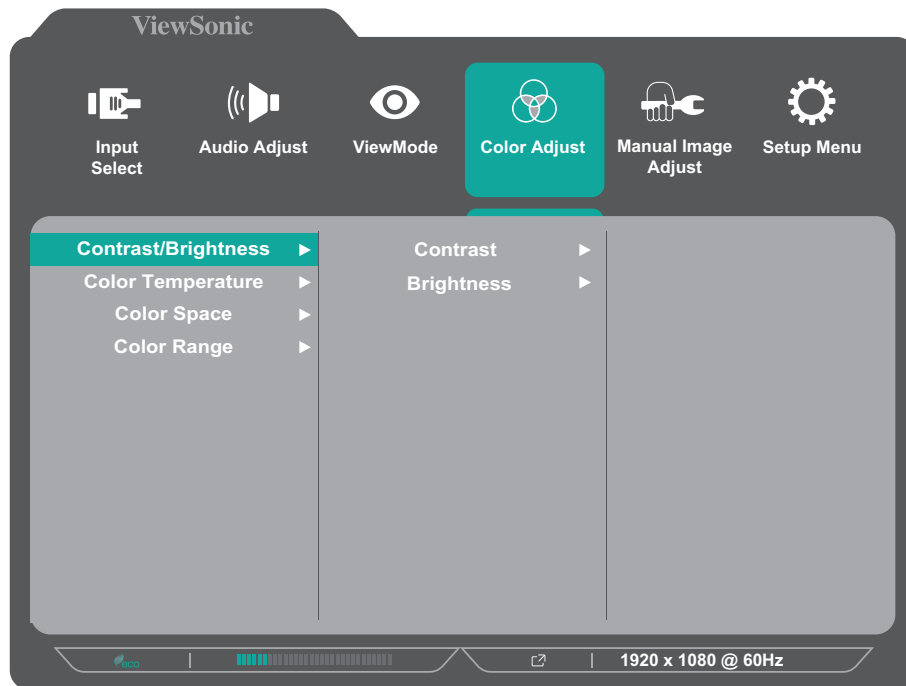 ViewSonic
Input Select
Audio Adjust
ViewMode
Color Adjust
Manual Image Adjust
Setup Menu
Contrast/Brightness
Contrast
Color Temperature
Brightness
Color Space
Color Range
eco
1920 x 1080 @ 60Hz